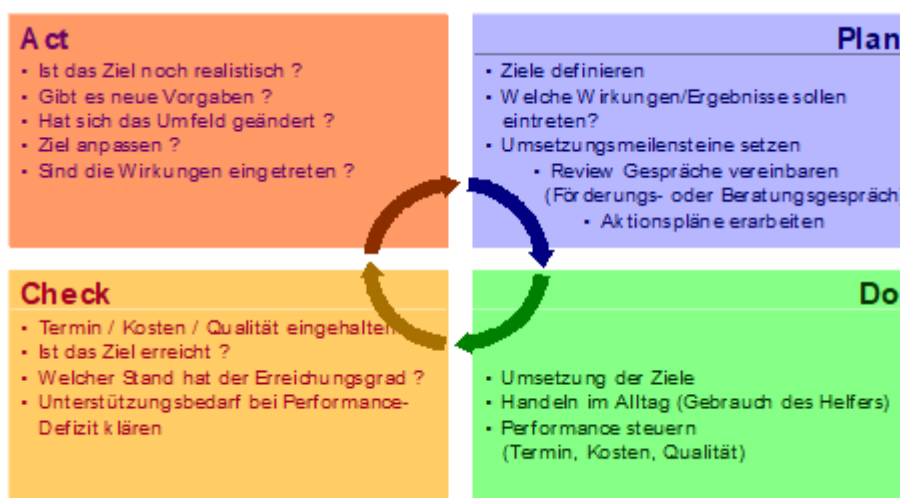 Act
▪ Ist das Ziel noch realistisch ?
▪ Gibt es neue Vorgaben ?
▪ Hat sich das Umfeld geändert ?
▪ Ziel anpassen ?
▪ Sind die Wirkungen eingetreten ?
Plan
▪ Ziele definieren
▪ Welche Wirkungen/Ergebnisse sollen
eintreten?
▪ Umsetzungsmeilensteine setzen
▪ Review Gespräche vereinbaren
(Förderungs- oder Beratungsgespräch)
▪ Aktionspläne erarbeiten
Check
▪ Termin / Kosten / Qualität eingehalten
▪ Ist das Ziel erreicht ?
▪ Welcher Stand hat der Erreichungsgrad ?
▪ Unterstützungsbedarf bei Performance-
Defizit klären
Do
▪ Umsetzung der Ziele
▪ Handeln im Alltag (Gebrauch des Helfers)
▪ Performance steuern
(Termin, Kosten, Qualität)